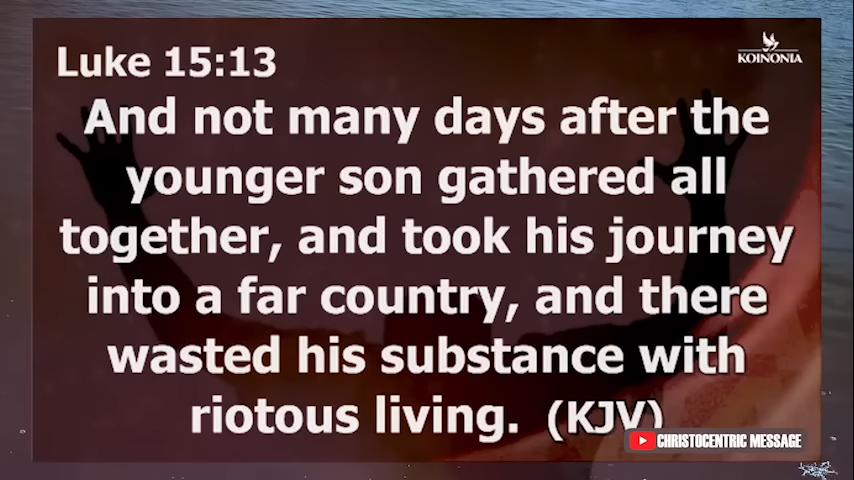 Luke 15:13
KOINONIA
And not many days after the
younger son gathered all
together, and took his journey
into a far country, and there
wasted his substance with
riotous living. (KJV)
CHRISTOCENTRIC MESSAGE